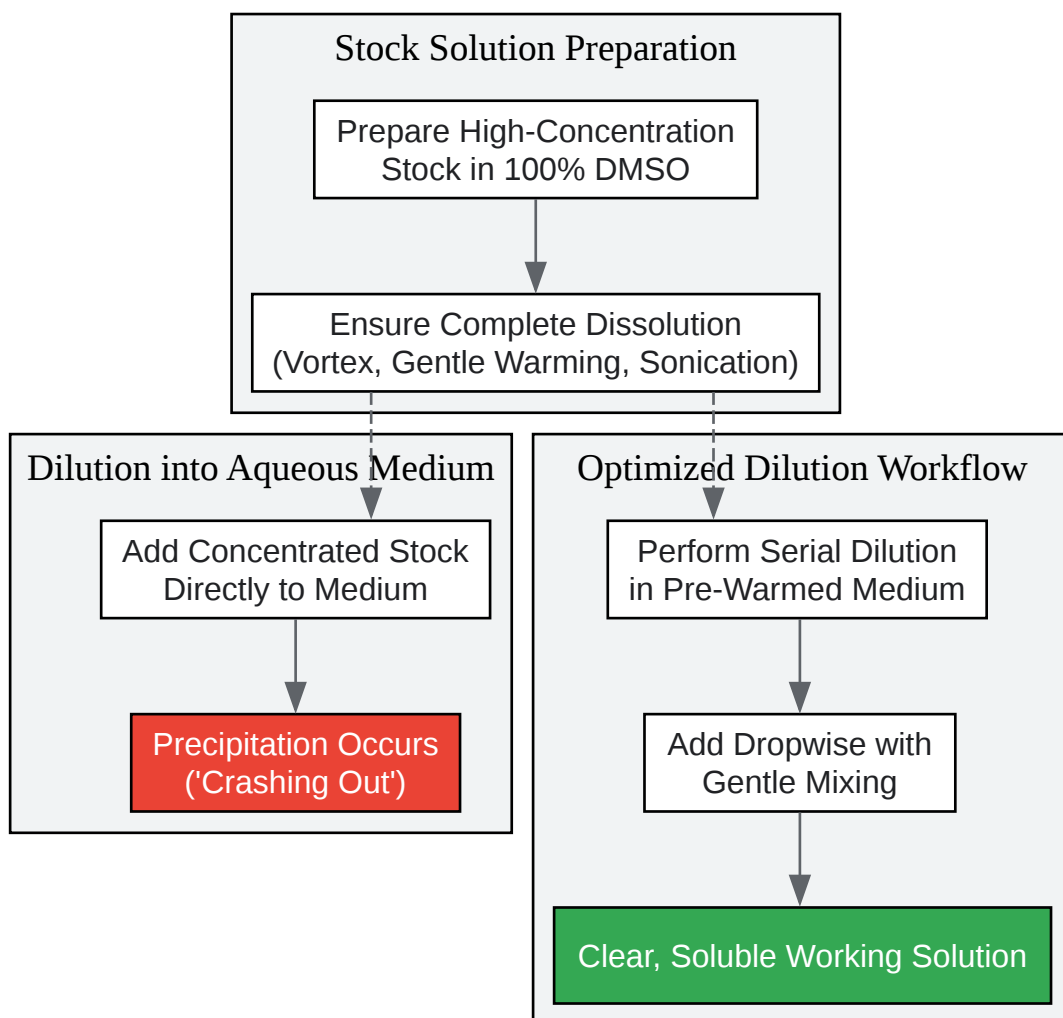 Stock Solution Preparation
Prepare High-Concentration
Stock in 100% DMSO
Ensure Complete Dissolution
(Vortex, Gentle Warming, Sonication)
Dilution into Aqueous Medium
Add Concentrated Stock
Directly to Medium
Precipitation Occurs
('Crashing Out')
Optimized Dilution Workflow
Perform Serial Dilution
in Pre-Warmed Medium
Add Dropwise with
Gentle Mixing
Clear, Soluble Working Solution